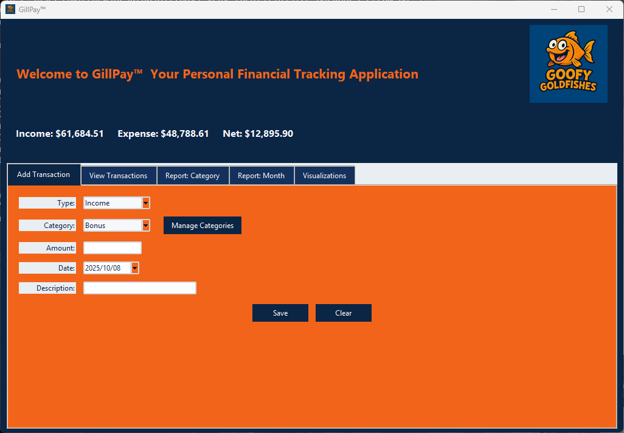 GillPay™
GOOFY
GOLDFISHES
Welcome to GillPay™  Your Personal Financial Tracking Application
Income: $61,684.51 Expense: $48,788.61 Net: $12,895.90
Add Transaction View Transactions Report: Category Report: Month Visualizations
Type: Income
Category: Bonus Manage Categories
Amount:
Date: 2025/10/08
Description:
Save Clear